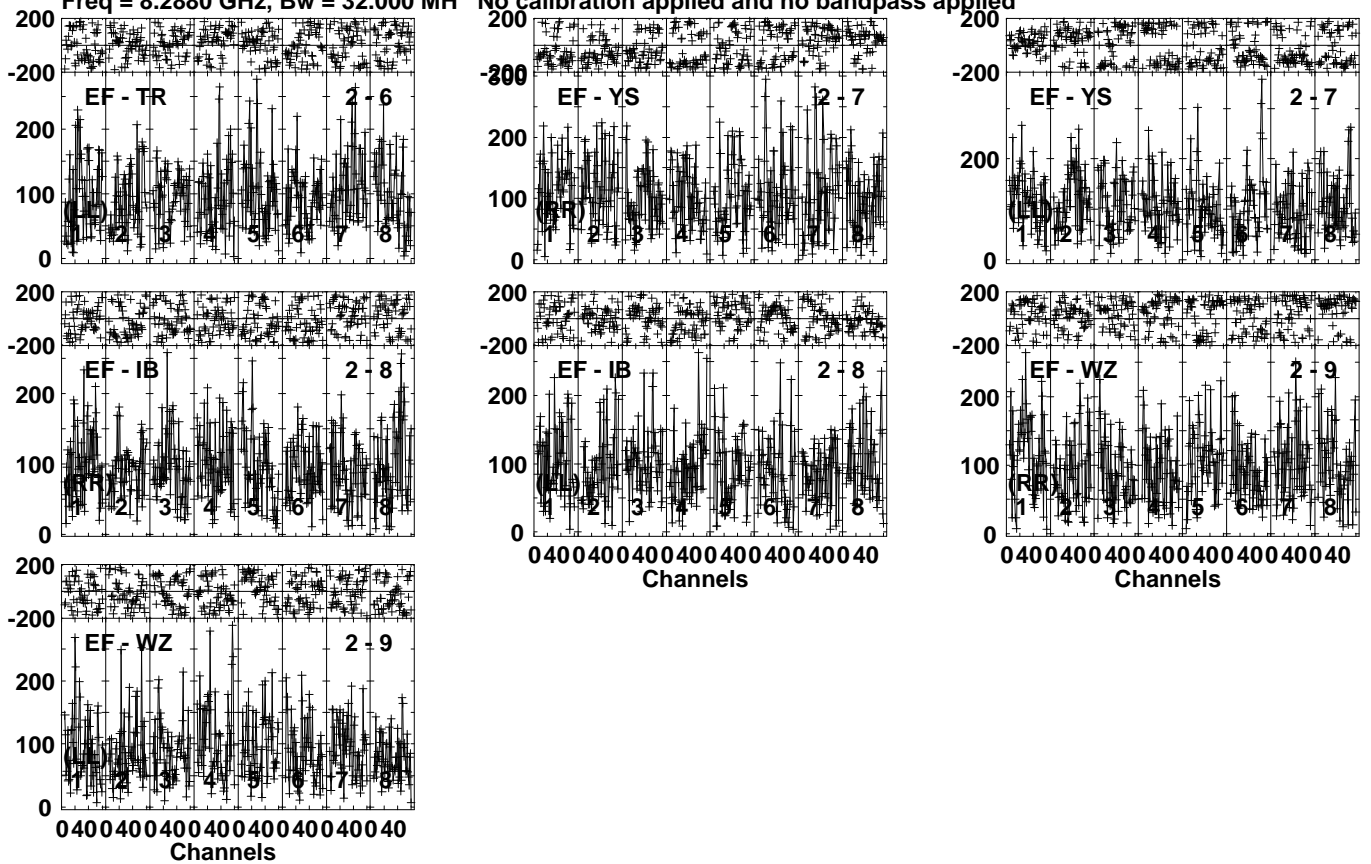 Freq = 8.2880 GHz, Bw = 32.000 MH No calibration applied and no bandpass applied
200
-200
EF - TR 2 - 6
200
100
(LL)
1 2 3 4 5 6 7 8
0
200
-200
300
EF - YS 2 - 7
200
100
(RR)
1 2 3 4 5 6 7 8
0
200
-200
EF - YS 2 - 7
200
(LL)
1 2 3 4 5 6 7 8
0
200
-200
EF - IB 2 - 8
200
100
(RR)
1 2 3 4 5 6 7 8
0
200
-200
EF - IB 2 - 8
200
100
(LL)
1 2 3 4 5 6 7 8
0
0 40 0 40 0 40 0 40 0 40 0 40 0 40 0 40
Channels
200
-200
EF - WZ 2 - 9
200
100
(RR)
1 2 3 4 5 6 7 8
0
0 40 0 40 0 40 0 40 0 40 0 40 0 40 0 40
Channels
200
-200
EF - WZ 2 - 9
200
100
(LL)
1 2 3 4 5 6 7 8
0
0 40 0 40 0 40 0 40 0 40 0 40 0 40 0 40
Channels